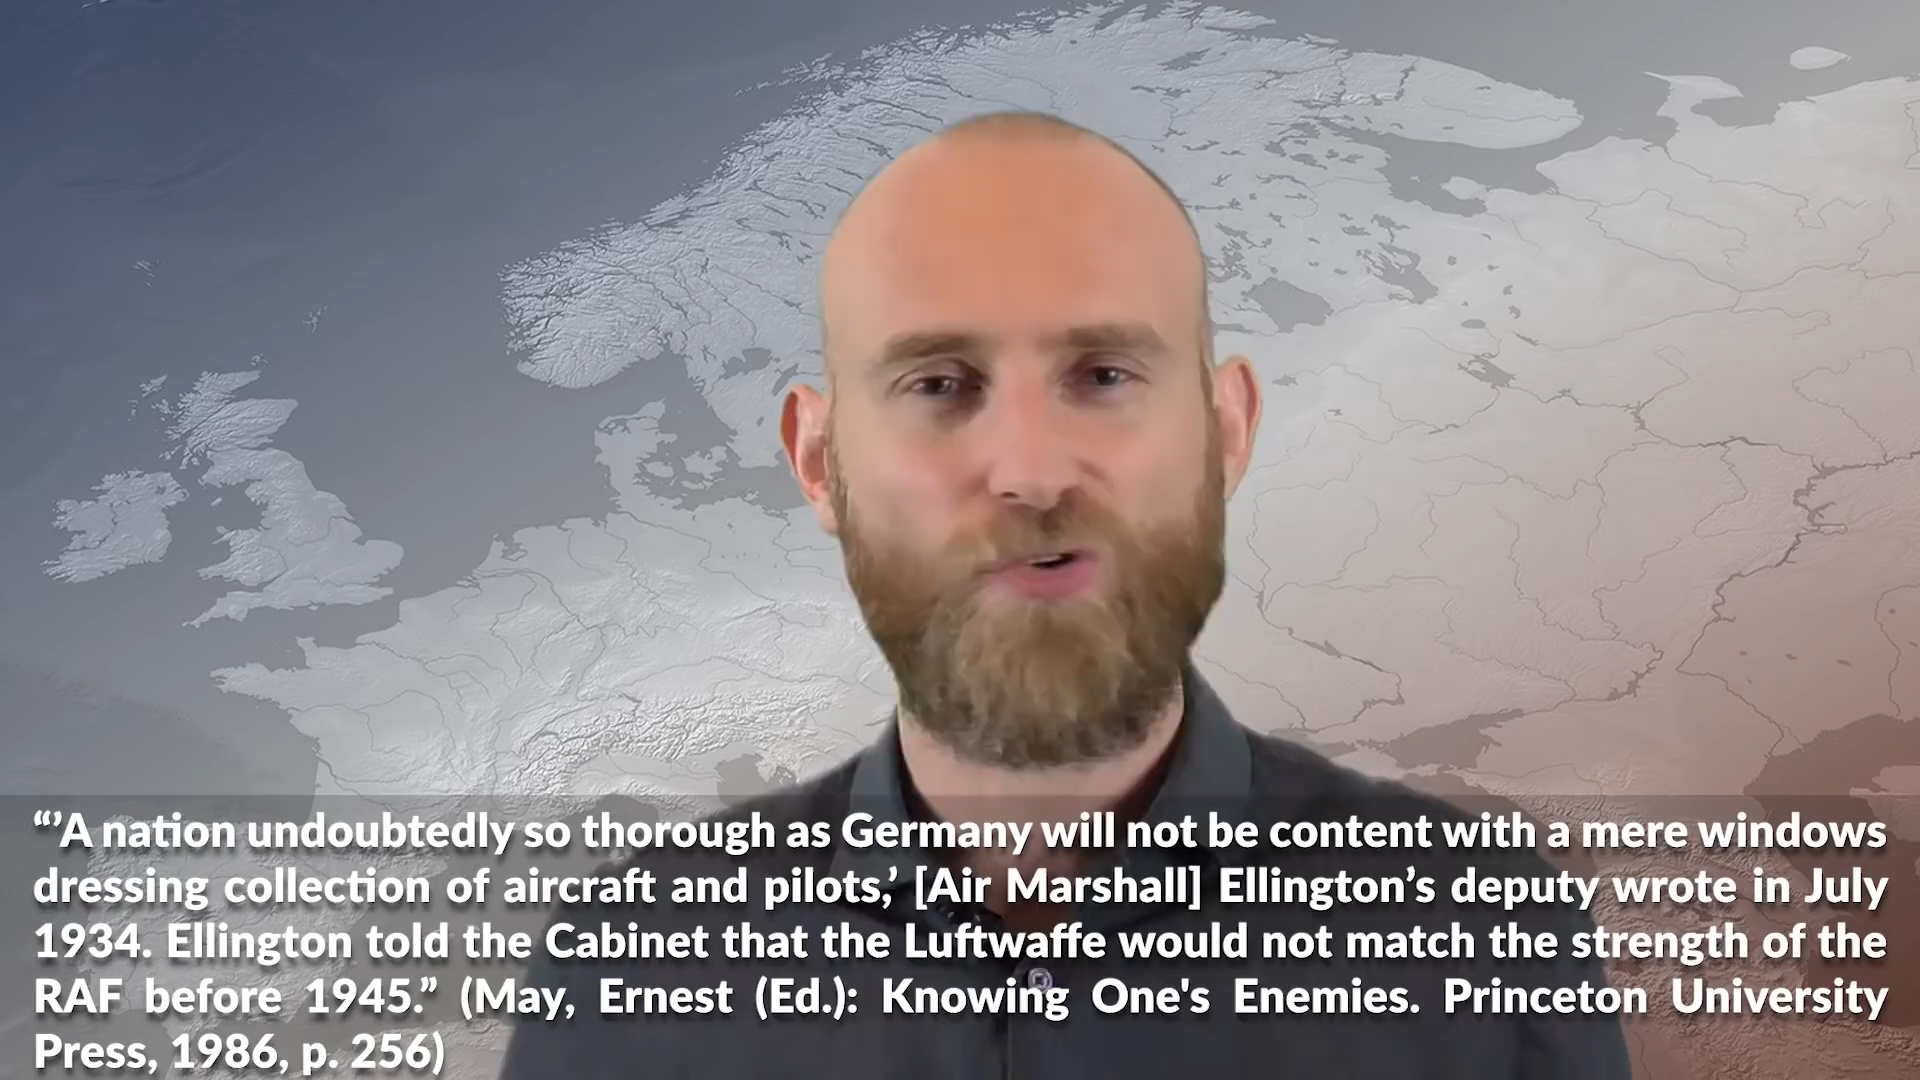 “’A nation undoubtedly so thorough as Germany will not be content with a mere windows
dressing collection of aircraft and pilots,’ [Air Marshall] Ellington’s deputy wrote in July
1934. Ellington told the Cabinet that the Luftwaffe would not match the strength of the
RAF before 1945.” (May, Ernest (Ed.): Knowing One's Enemies. Princeton University
Press, 1986, p. 256)